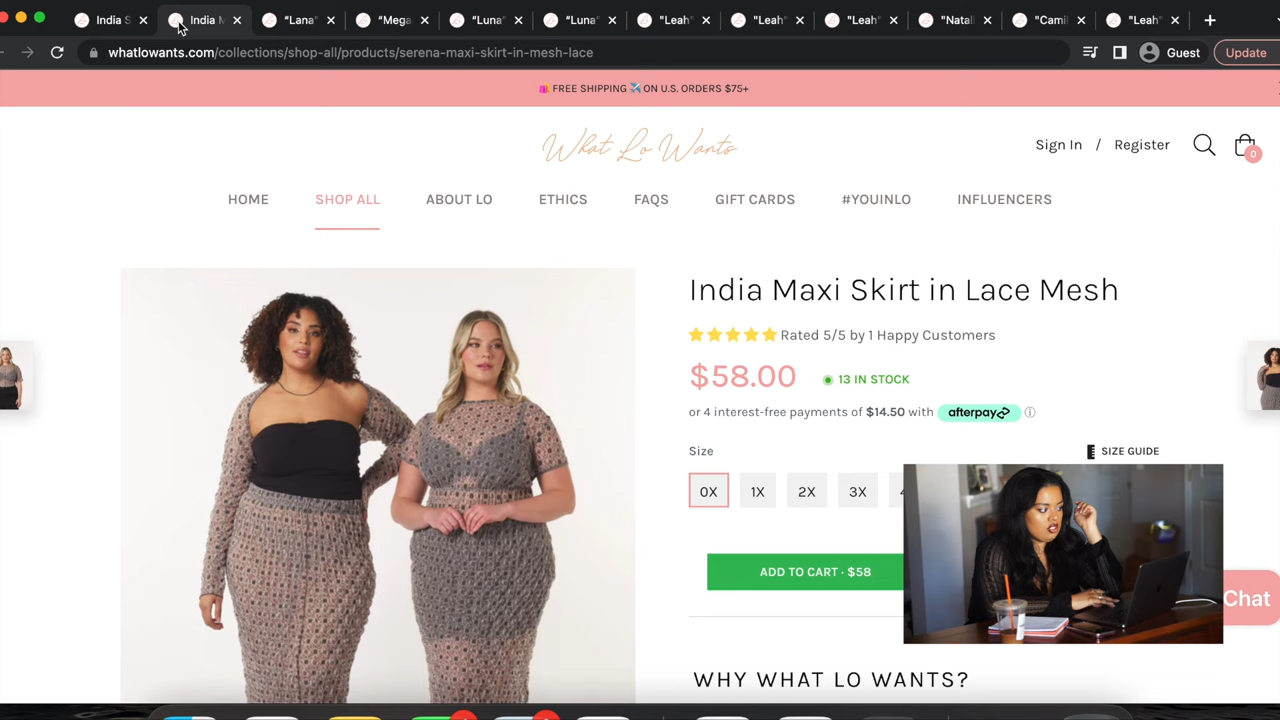 India S
India M
"Lana"
"Mega
"Luna"
"Luna"
"Leah"
"Leah"
"Leah"
"Natali
"Camil
"Leah"
whatlowants.com/collections/shop-all/products/serena-maxi-skirt-in-mesh-lace
Guest
Update
FREE SHIPPING ON U.S. ORDERS $75+
What Lo Wants
Sign In / Register
0
HOME
SHOP ALL
ABOUT LO
ETHICS
FAQS
GIFT CARDS
#YOUINLO
INFLUENCERS
India Maxi Skirt in Lace Mesh
Rated 5/5 by 1 Happy Customers
$58.00
13 IN STOCK
or 4 interest-free payments of $14.50 with afterpay
Size
SIZE GUIDE
0X
1X
2X
3X
ADD TO CART · $58
Chat
WHY WHAT LO WANTS?